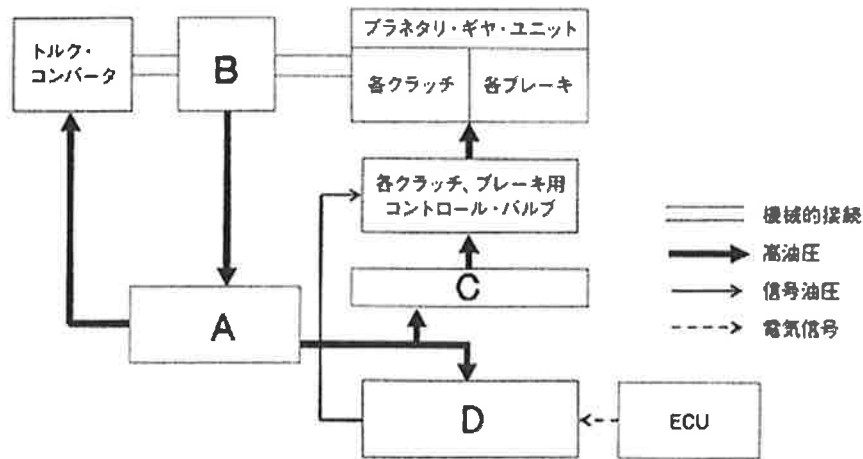 プラネタリ・ギヤ・ユニット
トルク・
コンバータ
B
各クラッチ
各ブレーキ
各クラッチ、ブレーキ用
コントロール・バルブ
機械的接続
高油圧
C
信号油圧
A
電気信号
D
ECU